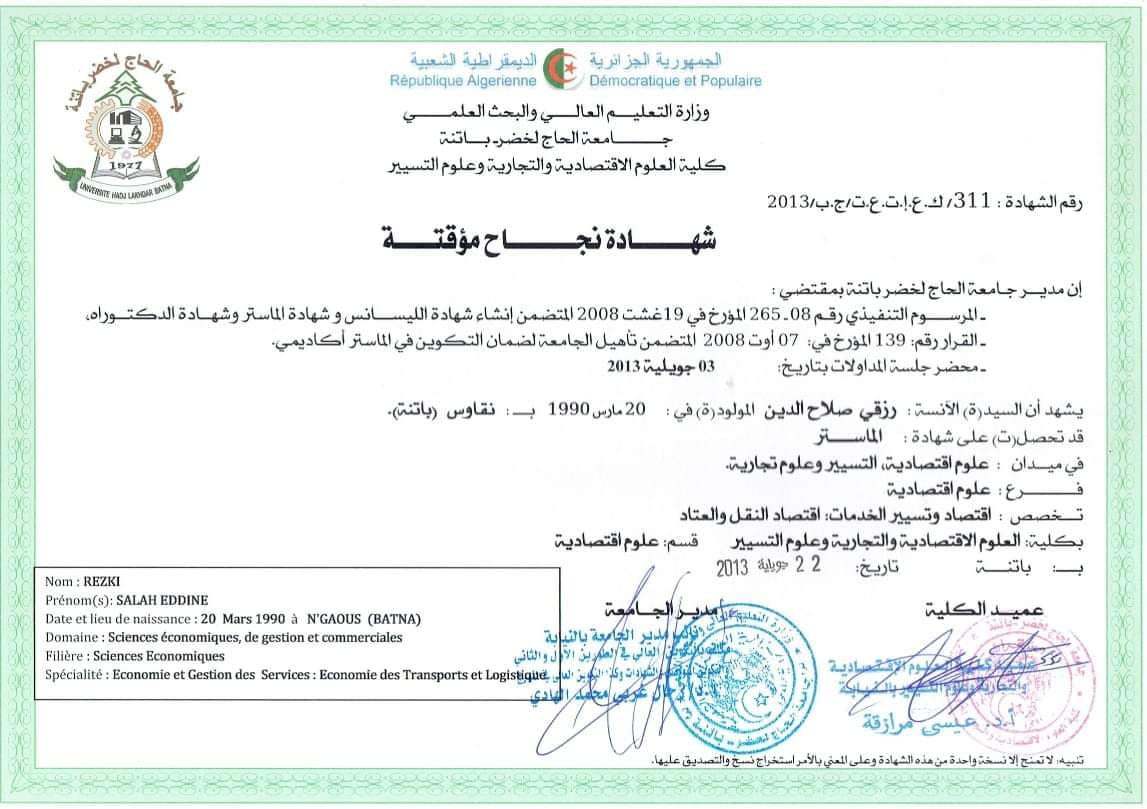 جامعة الحاج لخضر باتنة
1977
UNIVERSITE HADJ LAKHDAR BATNA
الجمهورية الجزائرية الديمقراطية الشعبية
République Algerienne Démocratique et Populaire
وزارة التعليم العالي والبحث العلمي
جامعة الحاج لخضر ـ باتنة
كلية العلوم الاقتصادية والتجارية وعلوم التسيير
رقم الشهادة : 311/ ك.ع.إ.ت.ع.ت/ج.ب/2013
شهادة نجاح مؤقتة
إن مدير جامعة الحاج لخضر باتنة بمقتضي :
ـ المرسوم التنفيذي رقم 08ـ 265 المؤرخ في 19 غشت 2008 المتضمن إنشاء شهادة الليسانس و شهادة الماستر وشهادة الدكتوراه،
ـ القرار رقم: 139 المؤرخ في: 07 أوت 2008 المتضمن تأهيل الجامعة لضمان التكوين في الماستر أكاديمي.
ـ محضر جلسة المداولات بتاريخ: 03 جويلية 2013
يشهد أن السيد(ة) الآنسة : رزقي صلاح الدين المولود(ة) في : 20 مارس 1990 بـ : نقاوس (باتنة).
قد تحصل(ت) على شهادة : الماستر
في ميدان : علوم اقتصادية، التسيير وعلوم تجارية.
فرع : علوم اقتصادية
تخصص : اقتصاد وتسيير الخدمات: اقتصاد النقل والعتاد
بكلية: العلوم الاقتصادية والتجارية وعلوم التسيير قسم: علوم اقتصادية
بـ: باتنة تاريخ: 22 جويلية 2013
Nom : REZKI
Prénom(s): SALAH EDDINE
Date et lieu de naissance : 20 Mars 1990 à N'GAOUS (BATNA)
Domaine : Sciences économiques, de gestion et commerciales
Filière : Sciences Economiques
Spécialité : Economie et Gestion des Services : Economie des Transports et Logistique
عميد الكلية
مدير الجامعة
أ.د. عيسى مرازقة
تنبيه: لا تمنح إلا نسخة واحدة من هذه الشهادة وعلى المعني بالأمر استخراج نسخ والتصديق عليها.